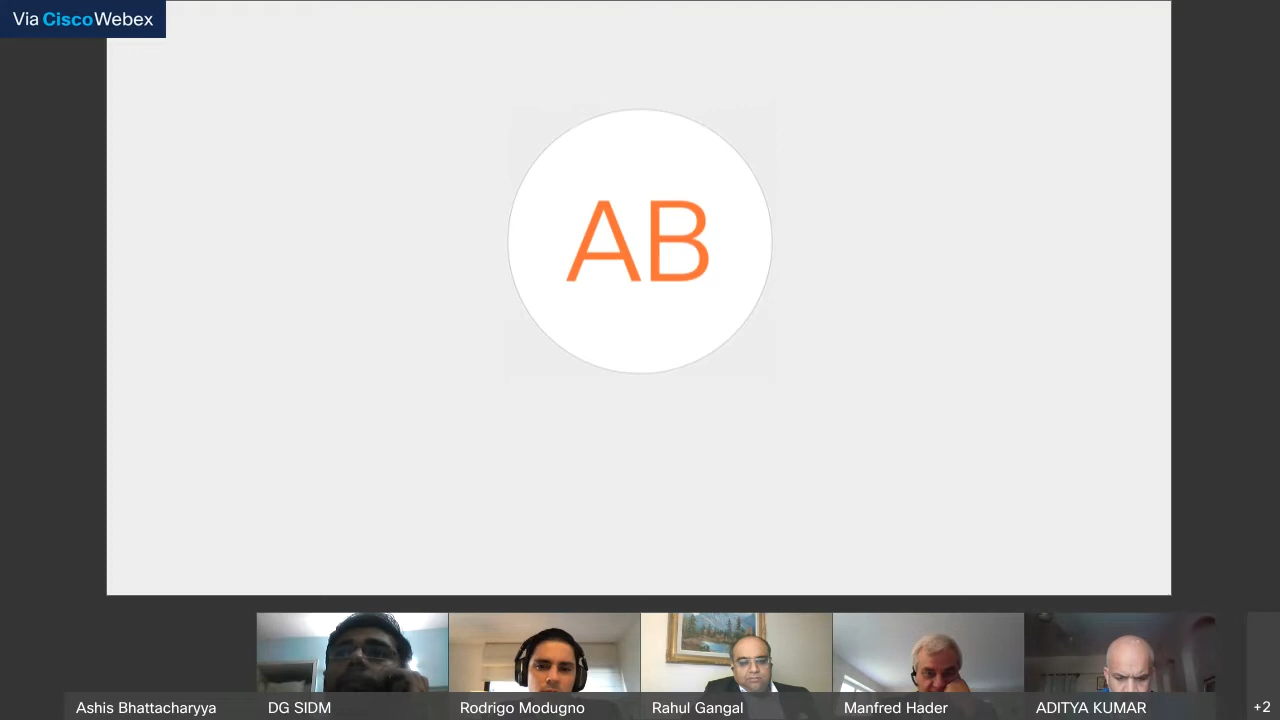 Via CiscoWebex
AB
Ashis Bhattacharyya
DG SIDM
Rodrigo Modugno
Rahul Gangal
Manfred Hader
ADITYA KUMAR
+2